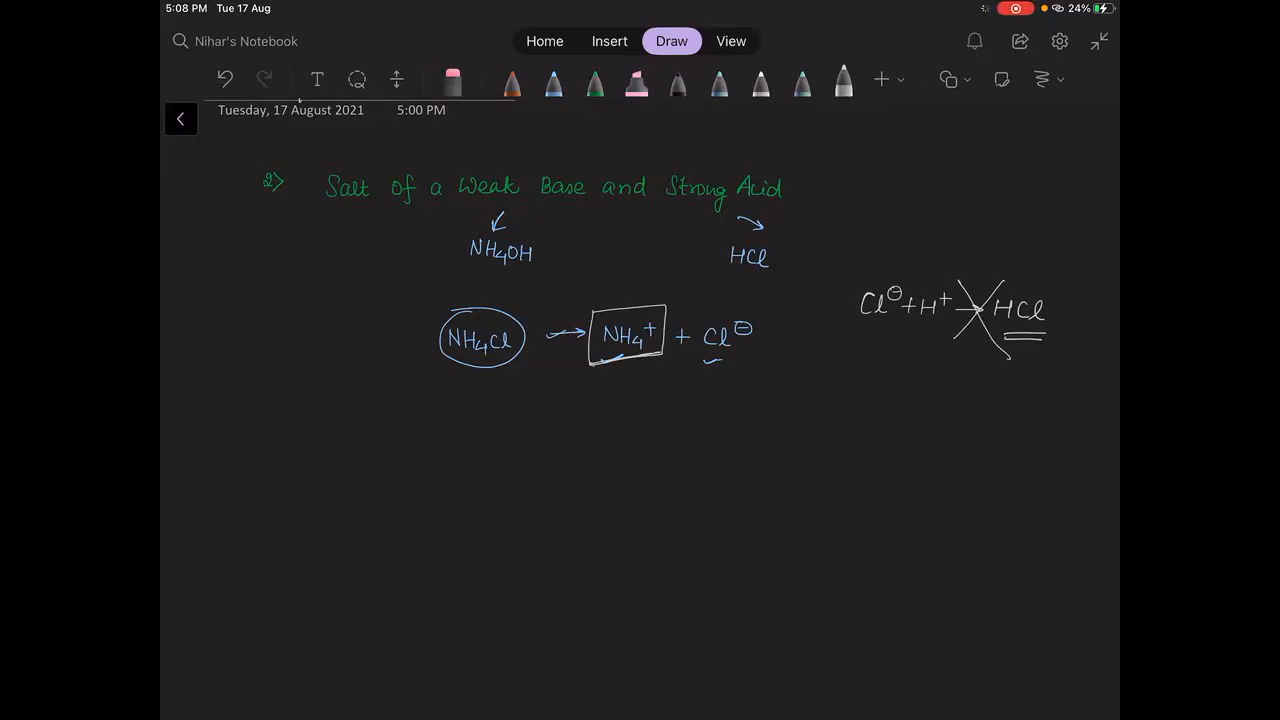 5:08 PM Tue 17 Aug 24%
Nihar's Notebook Home Insert Draw View
T
Tuesday, 17 August 2021 5:00 PM
2> Salt of a Weak Base and Strong Acid
NH4OH HCl
Cl⊖ + H+ → HCl
NH4Cl → NH4+ + Cl⊖